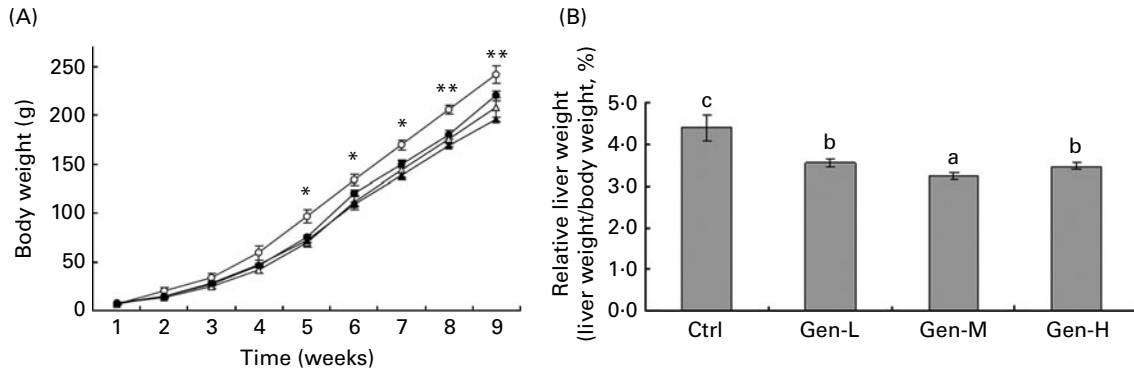 (A)
Body weight (g)
250
200
150
100
50
0
*
*
*
**
**
1 2 3 4 5 6 7 8 9
Time (weeks)
(B)
Relative liver weight
(liver weight/body weight, %)
5·0
4·0
3·0
2·0
1·0
0·0
c
b
a
b
Ctrl Gen-L Gen-M Gen-H